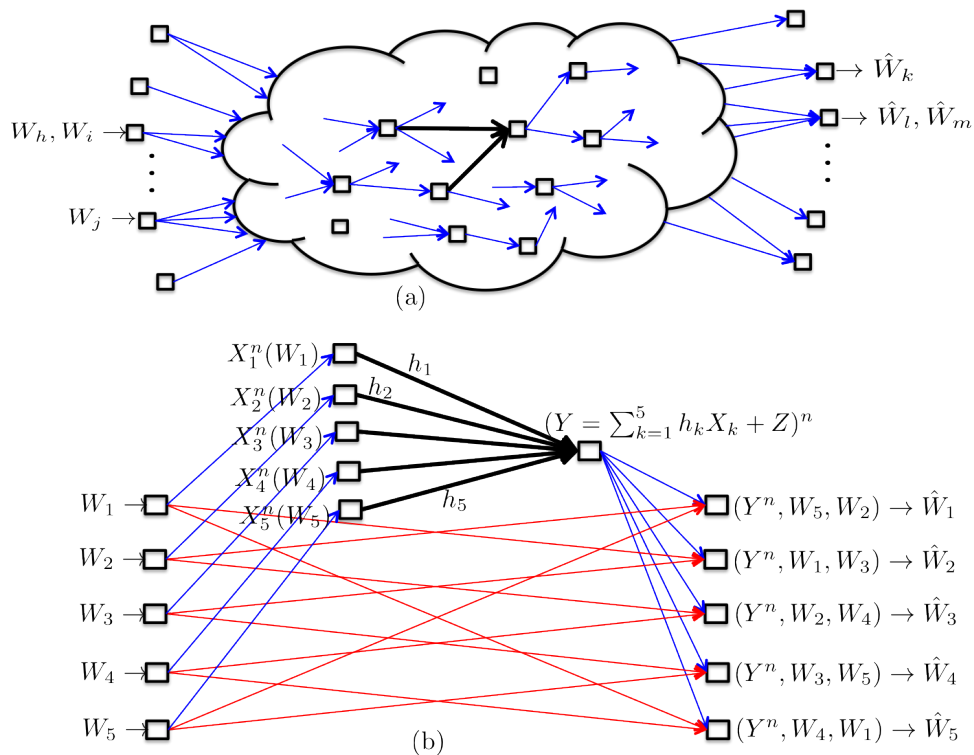 Ŵ_k
W_h, W_i
Ŵ_l, Ŵ_m
W_j
(a)
X_1^n(W_1)
h_1
X_2^n(W_2)
h_2
X_3^n(W_3)
(Y = ∑_{k=1}^5 h_k X_k + Z)^n
X_4^n(W_4)
X_5^n(W_5)
h_5
W_1
(Y^n, W_5, W_2) → Ŵ_1
W_2
(Y^n, W_1, W_3) → Ŵ_2
W_3
(Y^n, W_2, W_4) → Ŵ_3
W_4
(Y^n, W_3, W_5) → Ŵ_4
W_5
(Y^n, W_4, W_1) → Ŵ_5
(b)